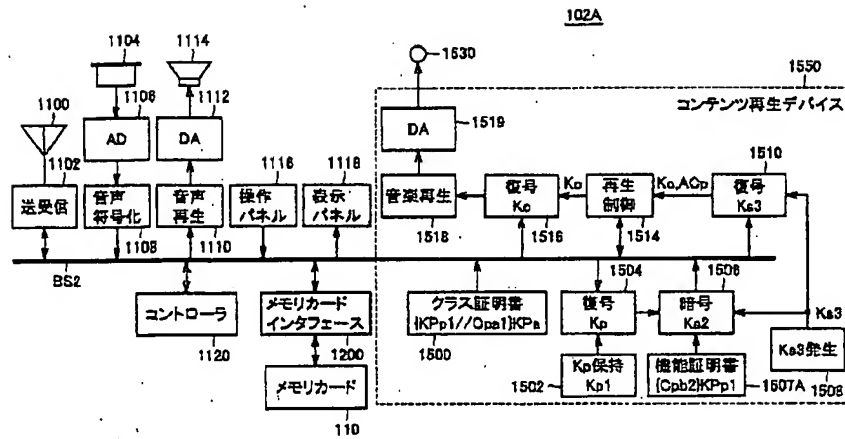 102A
1530
1550
コンテンツ再生デバイス
1104
1114
1100
1106
1112
1102
AD
DA
1116
1118
DA
1519
1510
送受信
音声
符号化
音声
再生
操作
パネル
表示
パネル
音楽再生
復号
Kc
Kc
再生
制御
Kc,ACp
復号
Ks3
1108
1110
1518
1516
1514
BS2
1504
1506
コントローラ
メモリカード
インタフェース
クラス証明書
{KPp1//Cpa1}KPa
復号
Kp
暗号
Ks2
Ks3
1120
1200
1500
Ks3発生
メモリカード
1502
Kp保持
Kp1
機能証明書
{Cpb2}KPp1
1507A
1508
110